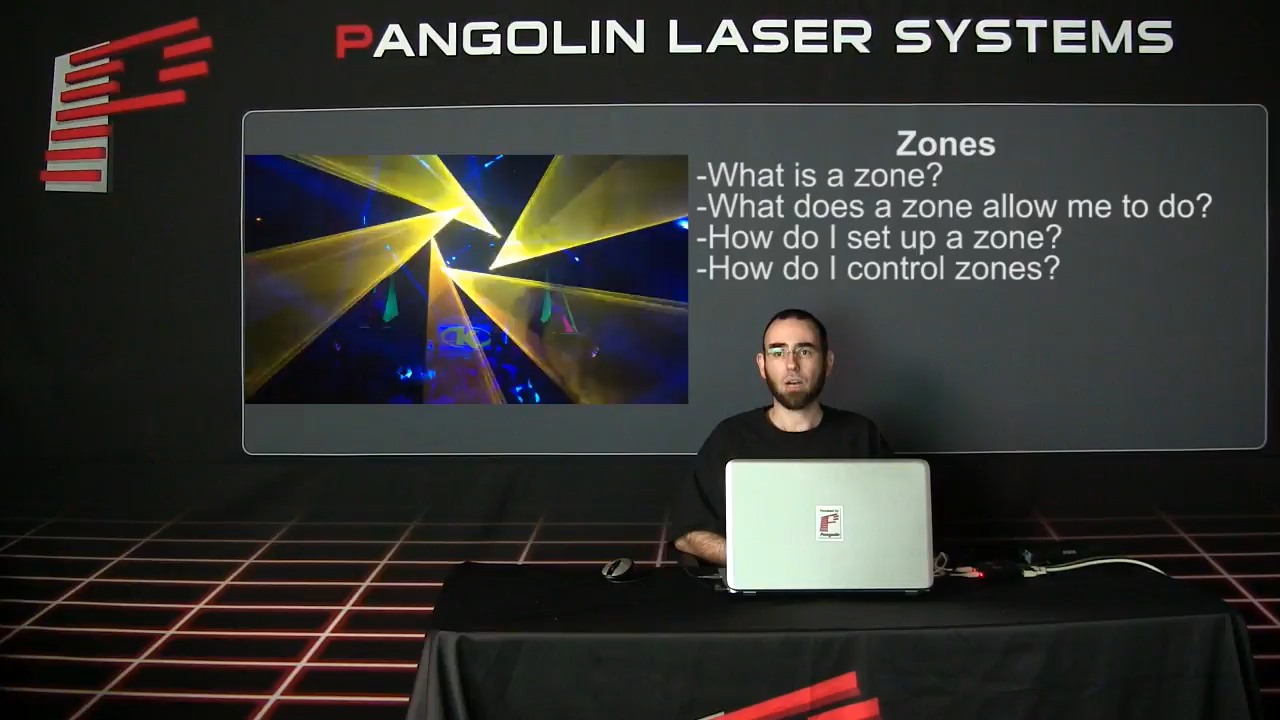 PANGOLIN LASER SYSTEMS
Zones
-What is a zone?
-What does a zone allow me to do?
-How do I set up a zone?
-How do I control zones?
K
Pangolin